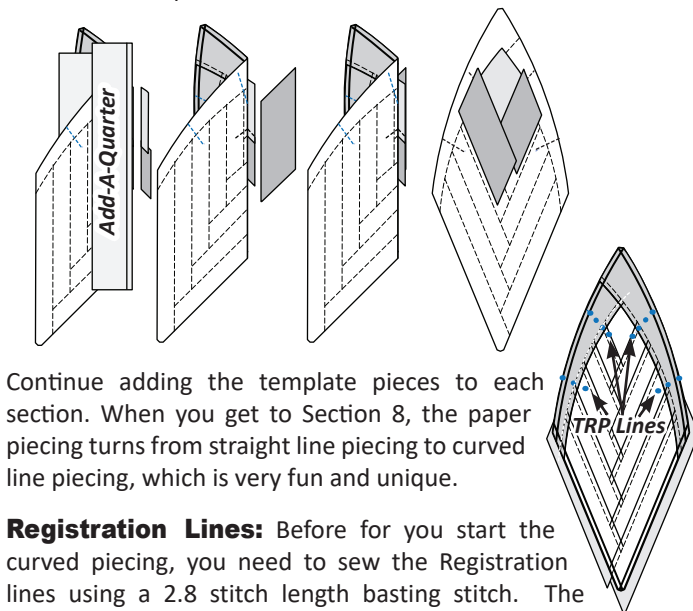 Add-A-Quarter
TRP Lines
Continue adding the template pieces to each
section. When you get to Section 8, the paper
piecing turns from straight line piecing to curved
line piecing, which is very fun and unique.
Registration Lines: Before for you start the
curved piecing, you need to sew the Registration
lines using a 2.8 stitch length basting stitch. The